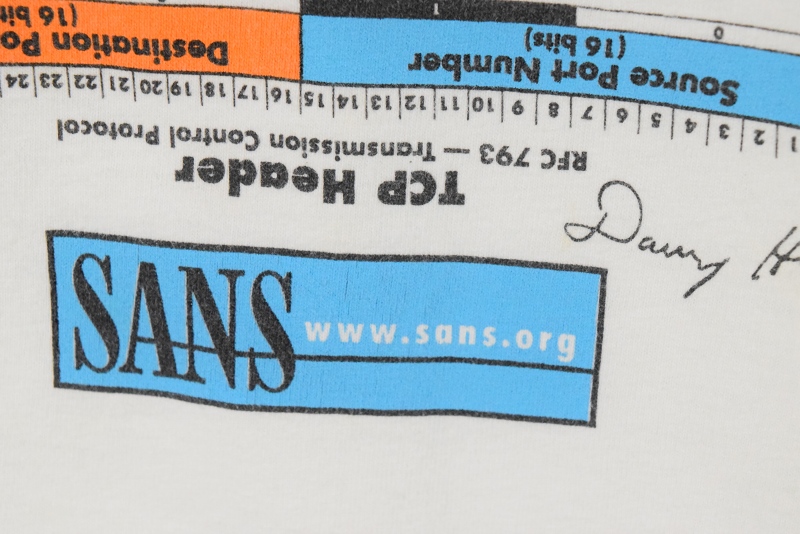 SANS www.sans.org
TCP Header
RFC 793 — Transmission Control Protocol
1 2 3 4 5 6 7 8 9 10 11 12 13 14 15 16 17 18 19 20 21 22 23 24
Source Port Number
(16 bits)
Destination
(16
0
1
Danny